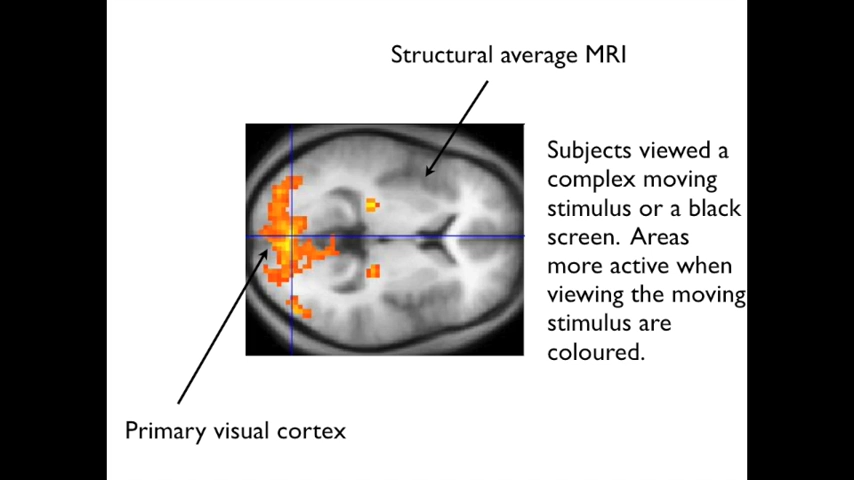 Structural average MRI
Subjects viewed a
complex moving
stimulus or a black
screen. Areas
more active when
viewing the moving
stimulus are
coloured.
Primary visual cortex